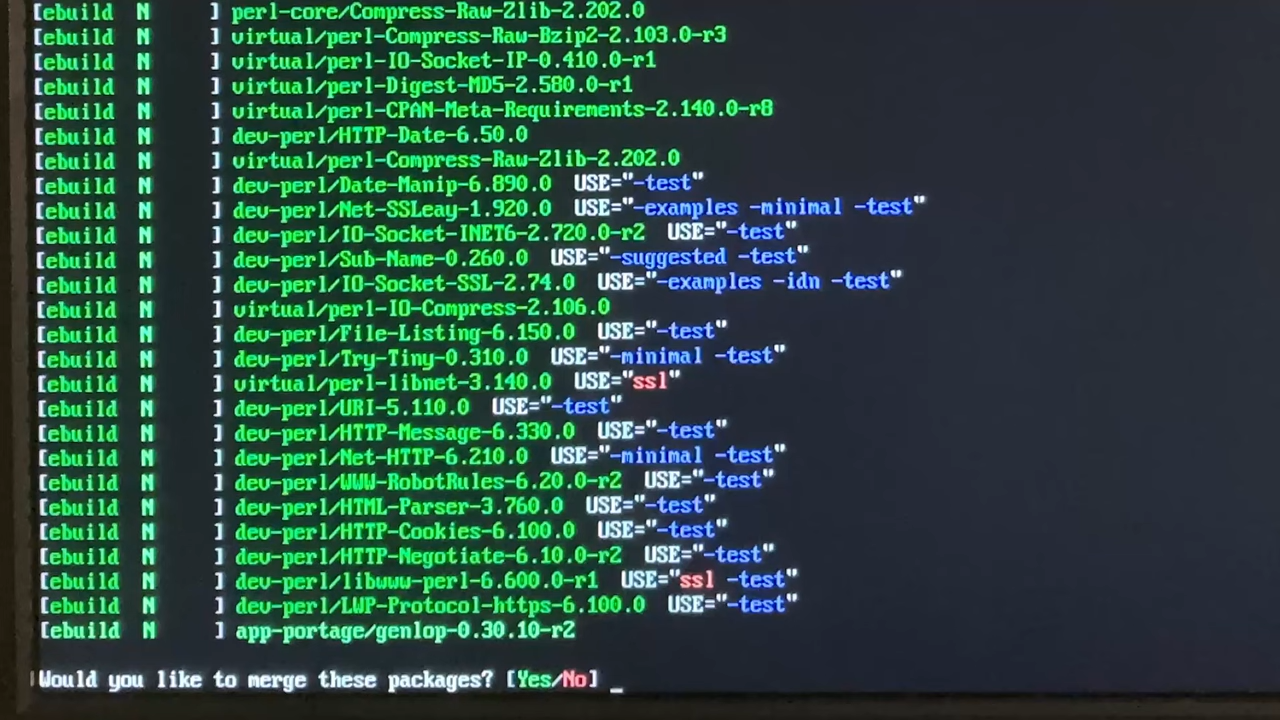 [ebuild  N      ] perl-core/Compress-Raw-Zlib-2.202.0
[ebuild  N      ] virtual/perl-Compress-Raw-Bzip2-2.103.0-r3
[ebuild  N      ] virtual/perl-IO-Socket-IP-0.410.0-r1
[ebuild  N      ] virtual/perl-Digest-MD5-2.580.0-r1
[ebuild  N      ] virtual/perl-CPAN-Meta-Requirements-2.140.0-r8
[ebuild  N      ] dev-perl/HTTP-Date-6.50.0
[ebuild  N      ] virtual/perl-Compress-Raw-Zlib-2.202.0
[ebuild  N      ] dev-perl/Date-Manip-6.890.0  USE="-test"
[ebuild  N      ] dev-perl/Net-SSLeay-1.920.0  USE="-examples -minimal -test"
[ebuild  N      ] dev-perl/IO-Socket-INET6-2.720.0-r2  USE="-test"
[ebuild  N      ] dev-perl/Sub-Name-0.260.0  USE="-suggested -test"
[ebuild  N      ] dev-perl/IO-Socket-SSL-2.74.0  USE="-examples -idn -test"
[ebuild  N      ] virtual/perl-IO-Compress-2.106.0
[ebuild  N      ] dev-perl/File-Listing-6.150.0  USE="-test"
[ebuild  N      ] dev-perl/Try-Tiny-0.310.0  USE="-minimal -test"
[ebuild  N      ] virtual/perl-libnet-3.140.0  USE="ssl"
[ebuild  N      ] dev-perl/URI-5.110.0  USE="-test"
[ebuild  N      ] dev-perl/HTTP-Message-6.330.0  USE="-test"
[ebuild  N      ] dev-perl/Net-HTTP-6.210.0  USE="-minimal -test"
[ebuild  N      ] dev-perl/WWW-RobotRules-6.20.0-r2  USE="-test"
[ebuild  N      ] dev-perl/HTML-Parser-3.760.0  USE="-test"
[ebuild  N      ] dev-perl/HTTP-Cookies-6.100.0  USE="-test"
[ebuild  N      ] dev-perl/HTTP-Negotiate-6.10.0-r2  USE="-test"
[ebuild  N      ] dev-perl/libwww-perl-6.600.0-r1  USE="ssl -test"
[ebuild  N      ] dev-perl/LWP-Protocol-https-6.100.0  USE="-test"
[ebuild  N      ] app-portage/genlop-0.30.10-r2
Would you like to merge these packages? [Yes/No] _